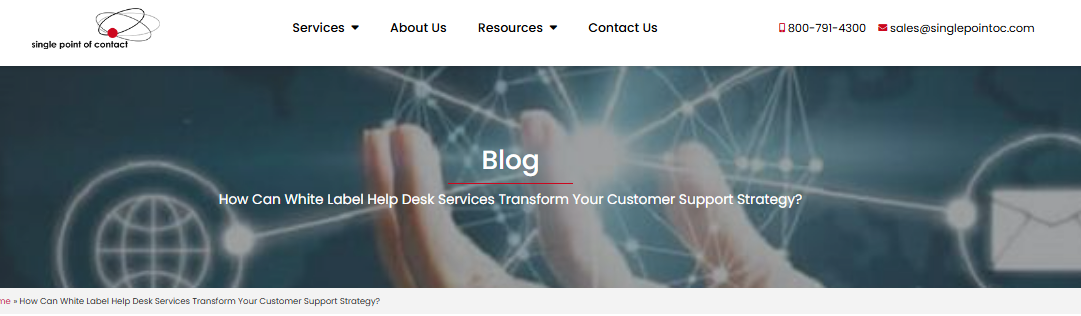 single point of contact
Services
About Us
Resources
Contact Us
800-791-4300
sales@singlepointoc.com
Blog
How Can White Label Help Desk Services Transform Your Customer Support Strategy?
me » How Can White Label Help Desk Services Transform Your Customer Support Strategy?